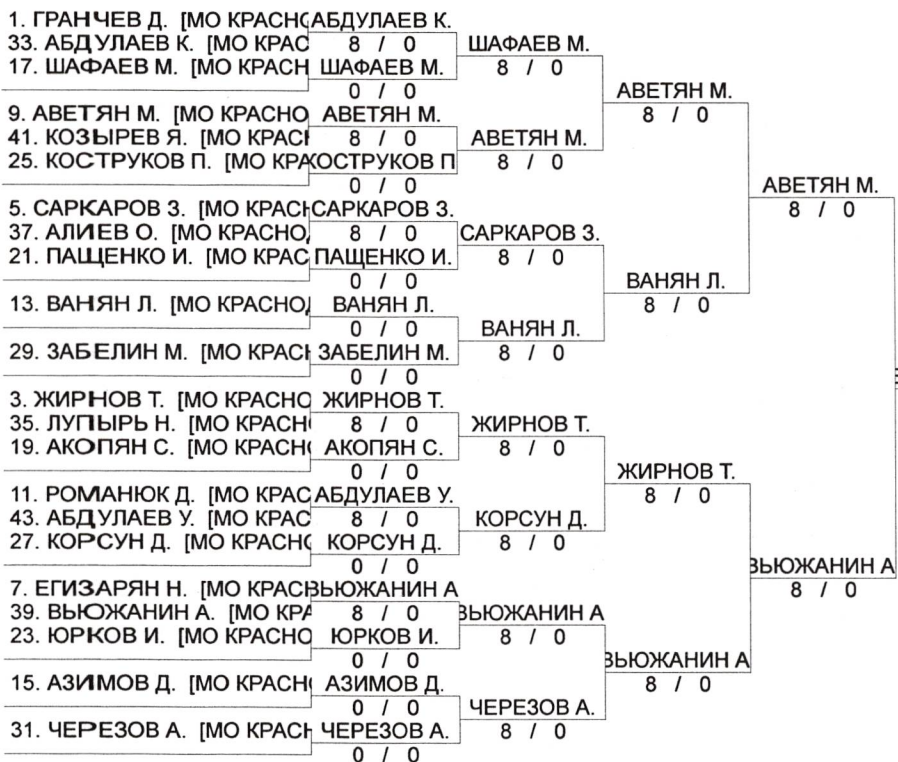 1. ГРАНЧЕВ Д. [МО КРАСНО АБДУЛАЕВ К.
33. АБДУЛАЕВ К. [МО КРАС 8 / 0 ШАФАЕВ М.
17. ШАФАЕВ М. [МО КРАСН ШАФАЕВ М. 8 / 0
0 / 0 АВЕТЯН М.
9. АВЕТЯН М. [МО КРАСНО АВЕТЯН М. 8 / 0
41. КОЗЫРЕВ Я. [МО КРАСН 8 / 0 АВЕТЯН М.
25. КОСТРУКОВ П. [МО КРА КОСТРУКОВ П 8 / 0
0 / 0 АВЕТЯН М.
5. САРКАРОВ З. [МО КРАСН САРКАРОВ З. 8 / 0
37. АЛИЕВ О. [МО КРАСНОД 8 / 0 САРКАРОВ З.
21. ПАЩЕНКО И. [МО КРАС ПАЩЕНКО И. 8 / 0
0 / 0 ВАНЯН Л.
13. ВАНЯН Л. [МО КРАСНОД ВАНЯН Л. 8 / 0
0 / 0 ВАНЯН Л.
29. ЗАБЕЛИН М. [МО КРАСН ЗАБЕЛИН М. 8 / 0
0 / 0
3. ЖИРНОВ Т. [МО КРАСНО ЖИРНОВ Т.
35. ЛУПЫРЬ Н. [МО КРАСНО 8 / 0 ЖИРНОВ Т.
19. АКОПЯН С. [МО КРАСНО АКОПЯН С. 8 / 0
0 / 0 ЖИРНОВ Т.
11. РОМАНЮК Д. [МО КРАС АБДУЛАЕВ У. 8 / 0
43. АБДУЛАЕВ У. [МО КРАС 8 / 0 КОРСУН Д.
27. КОРСУН Д. [МО КРАСНО КОРСУН Д. 8 / 0
0 / 0 ВЬЮЖАНИН А
7. ЕГИЗАРЯН Н. [МО КРАСН ВЬЮЖАНИН А 8 / 0
39. ВЬЮЖАНИН А. [МО КРА 8 / 0 ВЬЮЖАНИН А
23. ЮРКОВ И. [МО КРАСНО ЮРКОВ И. 8 / 0
0 / 0 ВЬЮЖАНИН А
15. АЗИМОВ Д. [МО КРАСНО АЗИМОВ Д. 8 / 0
0 / 0 ЧЕРЕЗОВ А.
31. ЧЕРЕЗОВ А. [МО КРАСН ЧЕРЕЗОВ А. 8 / 0
0 / 0